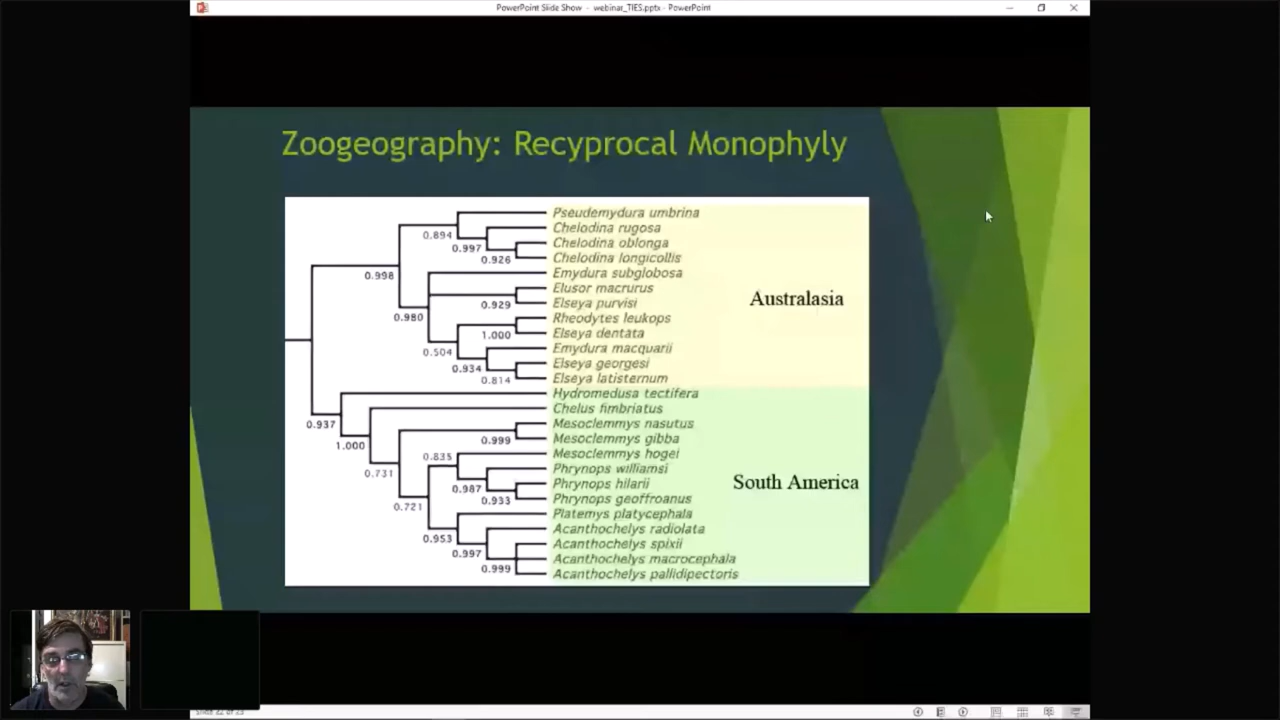 PowerPoint Slide Show - webinar_TIES.pptx - PowerPoint
Zoogeography: Recyprocal Monophyly
Pseudemydura umbrina
0.894
Chelodina rugosa
0.997
Chelodina oblonga
0.926
Chelodina longicollis
0.998
Emydura subglobosa
Elusor macrurus
0.929
Elseya purvisi
Australasia
0.980
Rheodytes leukops
1.000
Elseya dentata
0.504
Emydura macquarii
0.934
Elseya georgesi
0.814
Elseya latisternum
Hydromedusa tectifera
0.937
Chelus fimbriatus
1.000
Mesoclemmys nasutus
0.999
Mesoclemmys gibba
0.835
Mesoclemmys hogei
0.731
Phrynops williamsi
0.987
Phrynops hilarii
South America
0.933
Phrynops geoffroanus
0.721
Platemys platycephala
0.953
Acanthochelys radiolata
0.997
Acanthochelys spixii
Acanthochelys macrocephala
0.999
Acanthochelys pallidipectoris